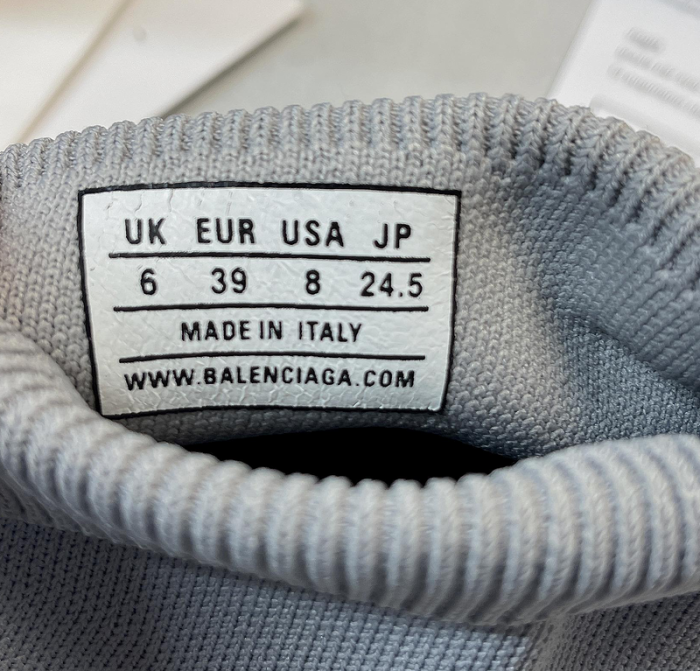 UK EUR USA JP
6 39 8 24.5
MADE IN ITALY
WWW.BALENCIAGA.COM